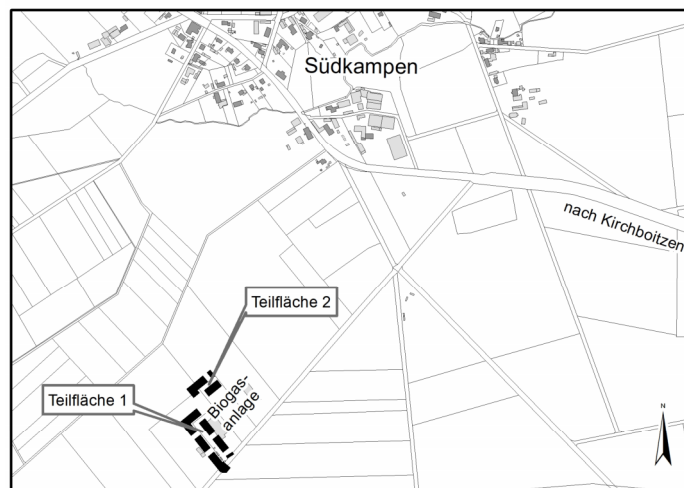 Südkampen
nach Kirchboitzen
Teilfläche 2
Teilfläche 1
Biogas-
anlage
N